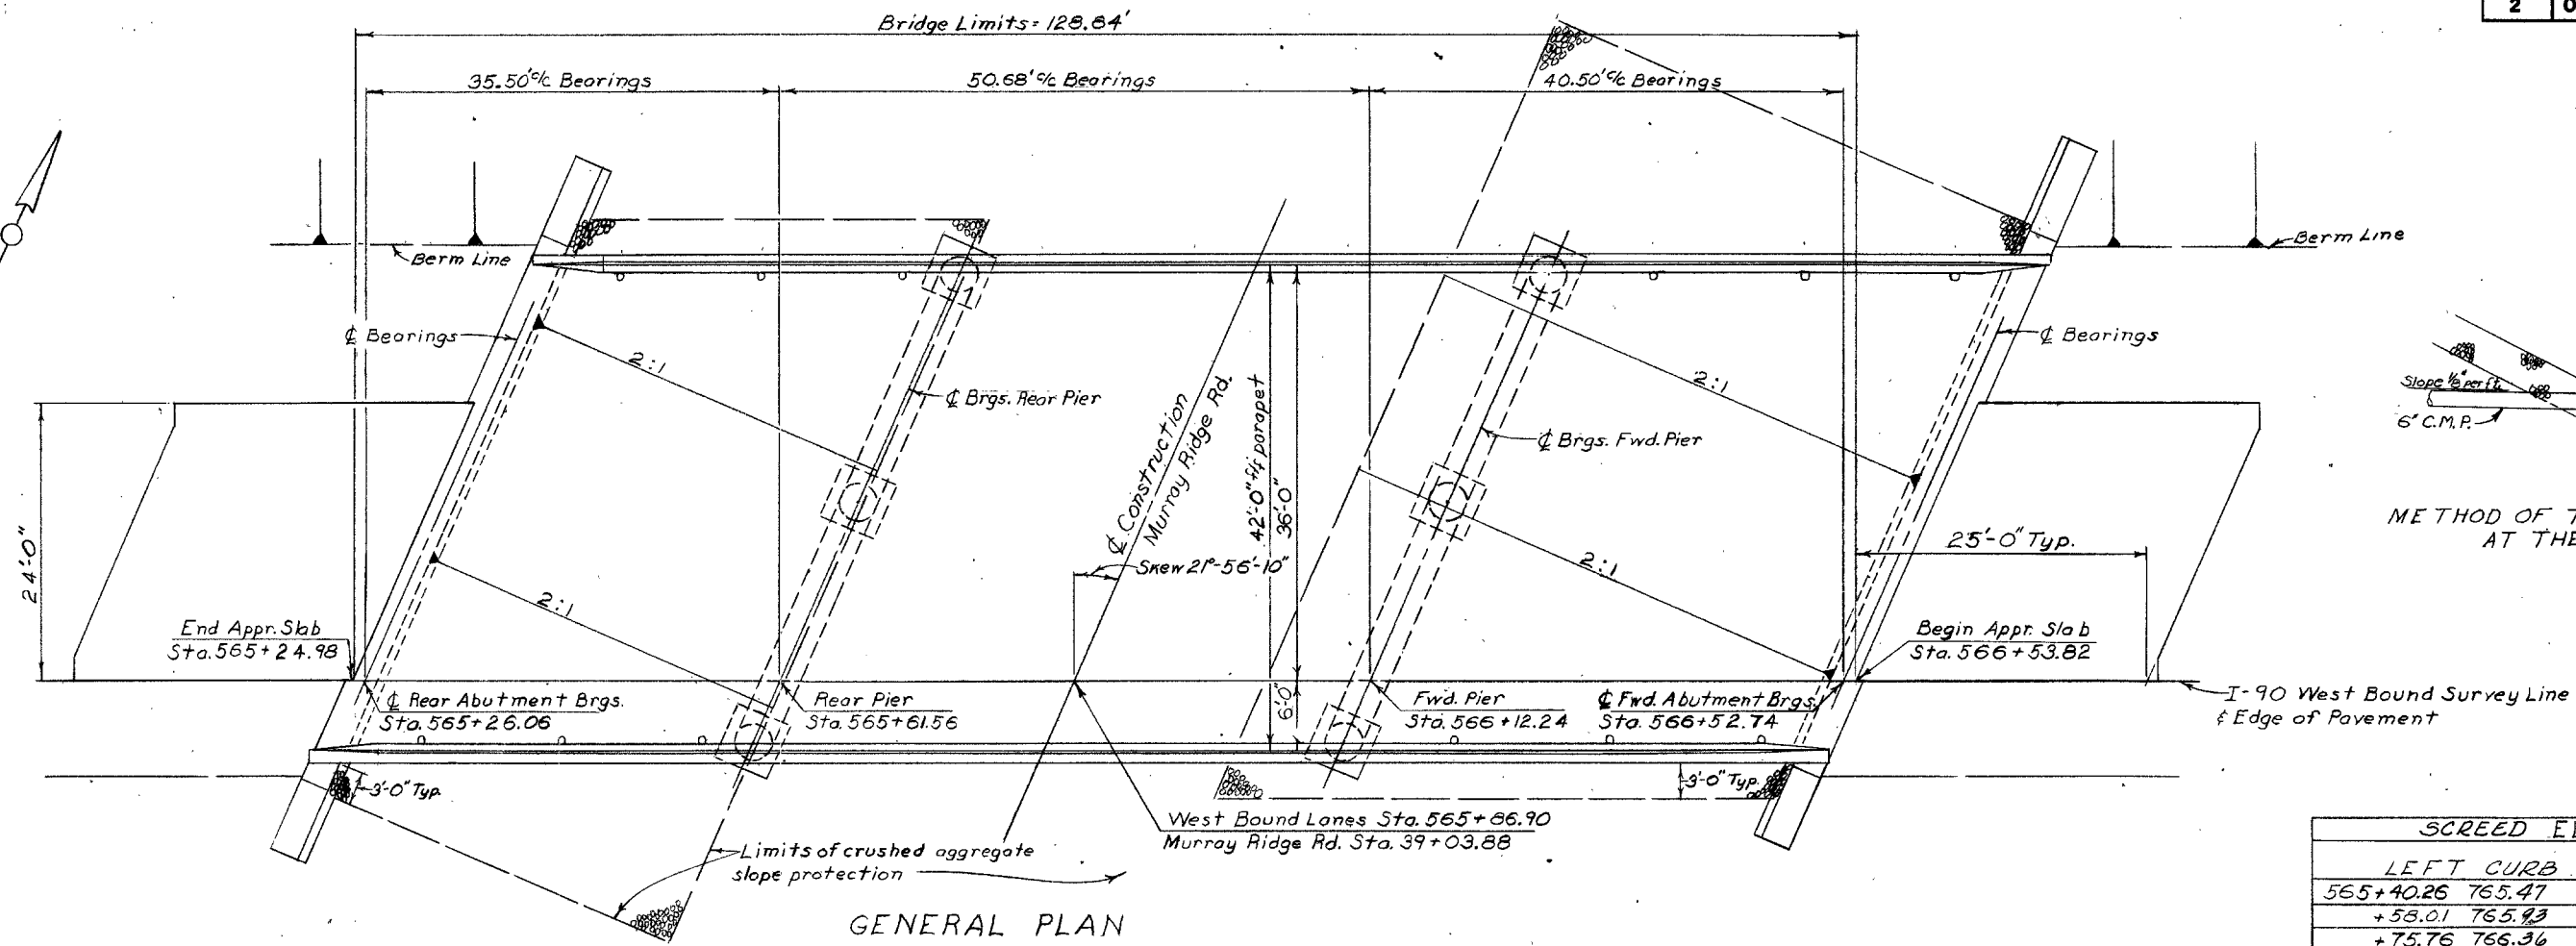 2 0
Bridge Limits = 128.84'
35.50' c/c Bearings
50.68' c/c Bearings
40.50' c/c Bearings
Berm Line
Berm Line
℄ Bearings
2:1
℄ Brgs. Rear Pier
℄ Construction
Murray Ridge Rd.
42'-0" f/f parapet
36'-0"
2:1
℄ Brgs. Fwd. Pier
℄ Bearings
Slope 1/8" per ft.
6" C.M.P.
METHOD OF T
AT THE
24'-0"
Skew 21°-56'-10"
25'-0" Typ.
2:1
2:1
End Appr. Slab
Sta. 565+24.98
Begin Appr. Slab
Sta. 566+53.82
℄ Rear Abutment Brgs.
Sta. 565+26.06
Rear Pier
Sta. 565+61.56
6'-0"
Fwd. Pier
Sta. 566+12.24
℄ Fwd. Abutment Brgs.
Sta. 566+52.74
I-90 West Bound Survey Line
& Edge of Pavement
3'-0" Typ.
3'-0" Typ.
West Bound Lanes Sta. 565+86.90
Murray Ridge Rd. Sta. 39+03.88
Limits of crushed aggregate
slope protection
GENERAL PLAN
SCREED EL
LEFT CURB
565+40.26 765.47
+58.01 765.93
+75.76 766.36